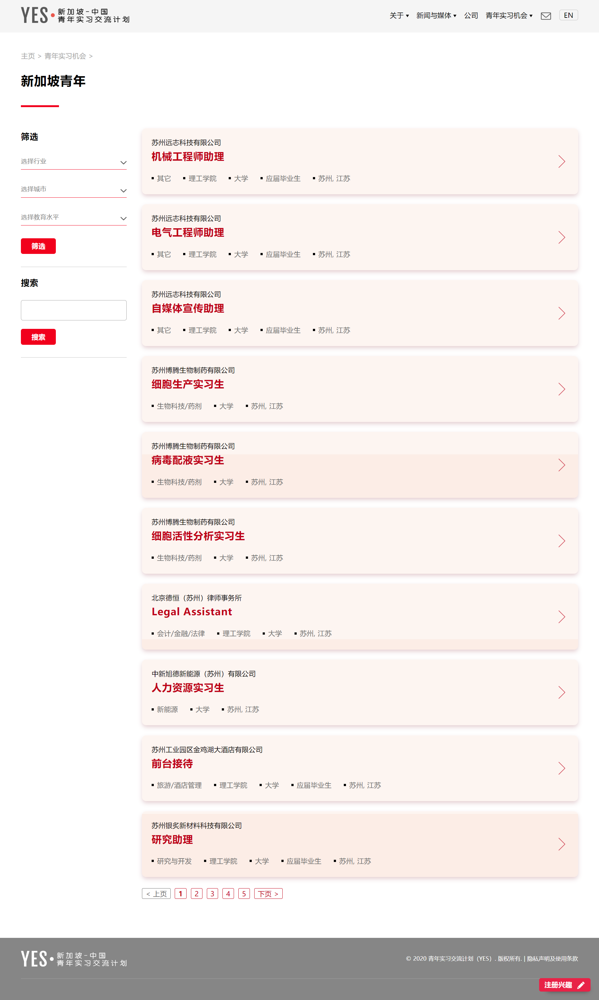 YES
新加坡-中国
青年实习交流计划
关于 新闻与媒体 公司 青年实习机会 EN
主页 > 青年实习机会 >
新加坡青年
筛选
选择行业
选择城市
选择教育水平
筛选
搜索
搜索
苏州远志科技有限公司
机械工程师助理
其它 理工学院 大学 应届毕业生 苏州, 江苏
苏州远志科技有限公司
电气工程师助理
其它 理工学院 大学 应届毕业生 苏州, 江苏
苏州远志科技有限公司
自媒体宣传助理
其它 理工学院 大学 应届毕业生 苏州, 江苏
苏州博腾生物制药有限公司
细胞生产实习生
生物科技/药剂 大学 苏州, 江苏
苏州博腾生物制药有限公司
病毒配液实习生
生物科技/药剂 大学 苏州, 江苏
苏州博腾生物制药有限公司
细胞活性分析实习生
生物科技/药剂 大学 苏州, 江苏
北京德恒（苏州）律师事务所
Legal Assistant
会计/金融/法律 理工学院 大学 苏州, 江苏
中新旭德新能源（苏州）有限公司
人力资源实习生
新能源 大学 苏州, 江苏
苏州工业园区金鸡湖大酒店有限公司
前台接待
旅游/酒店管理 理工学院 大学 应届毕业生 苏州, 江苏
苏州银炙新材料科技有限公司
研究助理
研究与开发 理工学院 大学 应届毕业生 苏州, 江苏
< 上页 1 2 3 4 5 下页 >
YES
新加坡-中国
青年实习交流计划
© 2020 青年实习交流计划（YES）. 版权所有. | 隐私声明及使用条款
注册兴趣